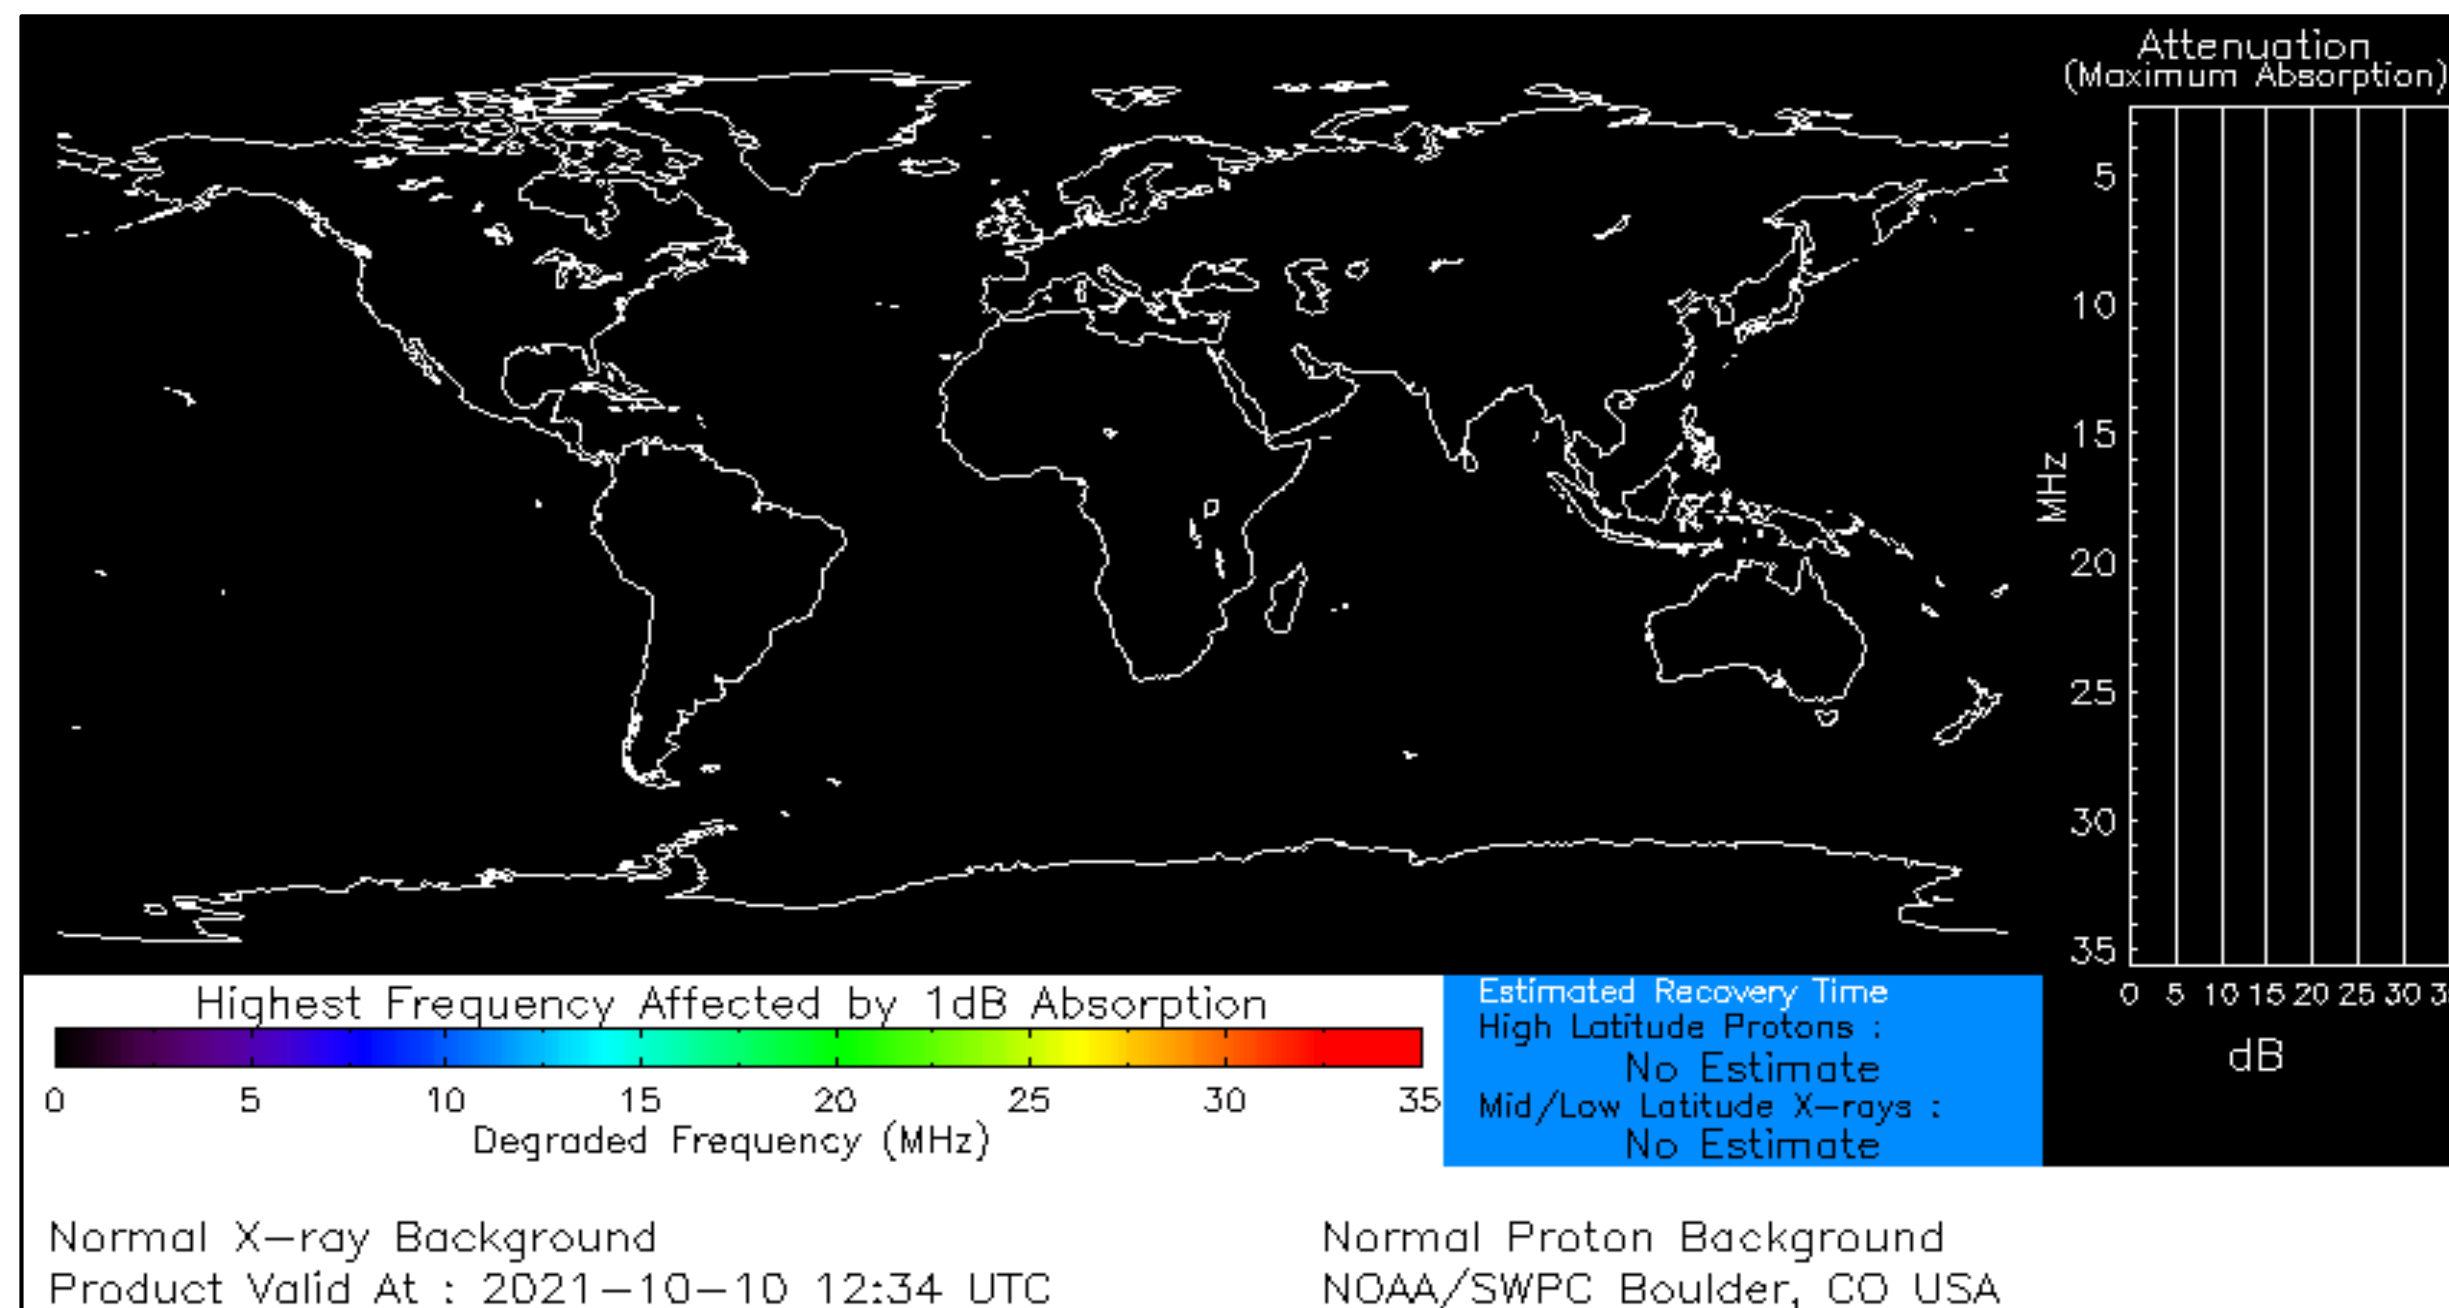 Attenuation
(Maximum Absorption)
5
10
15
20
25
30
35
MHz
0 5 10 15 20 25 30
dB
Highest Frequency Affected by 1dB Absorption
0 5 10 15 20 25 30 35
Degraded Frequency (MHz)
Estimated Recovery Time
High Latitude Protons :
No Estimate
Mid/Low Latitude X-rays :
No Estimate
Normal X-ray Background
Normal Proton Background
Product Valid At : 2021-10-10 12:34 UTC
NOAA/SWPC Boulder, CO USA